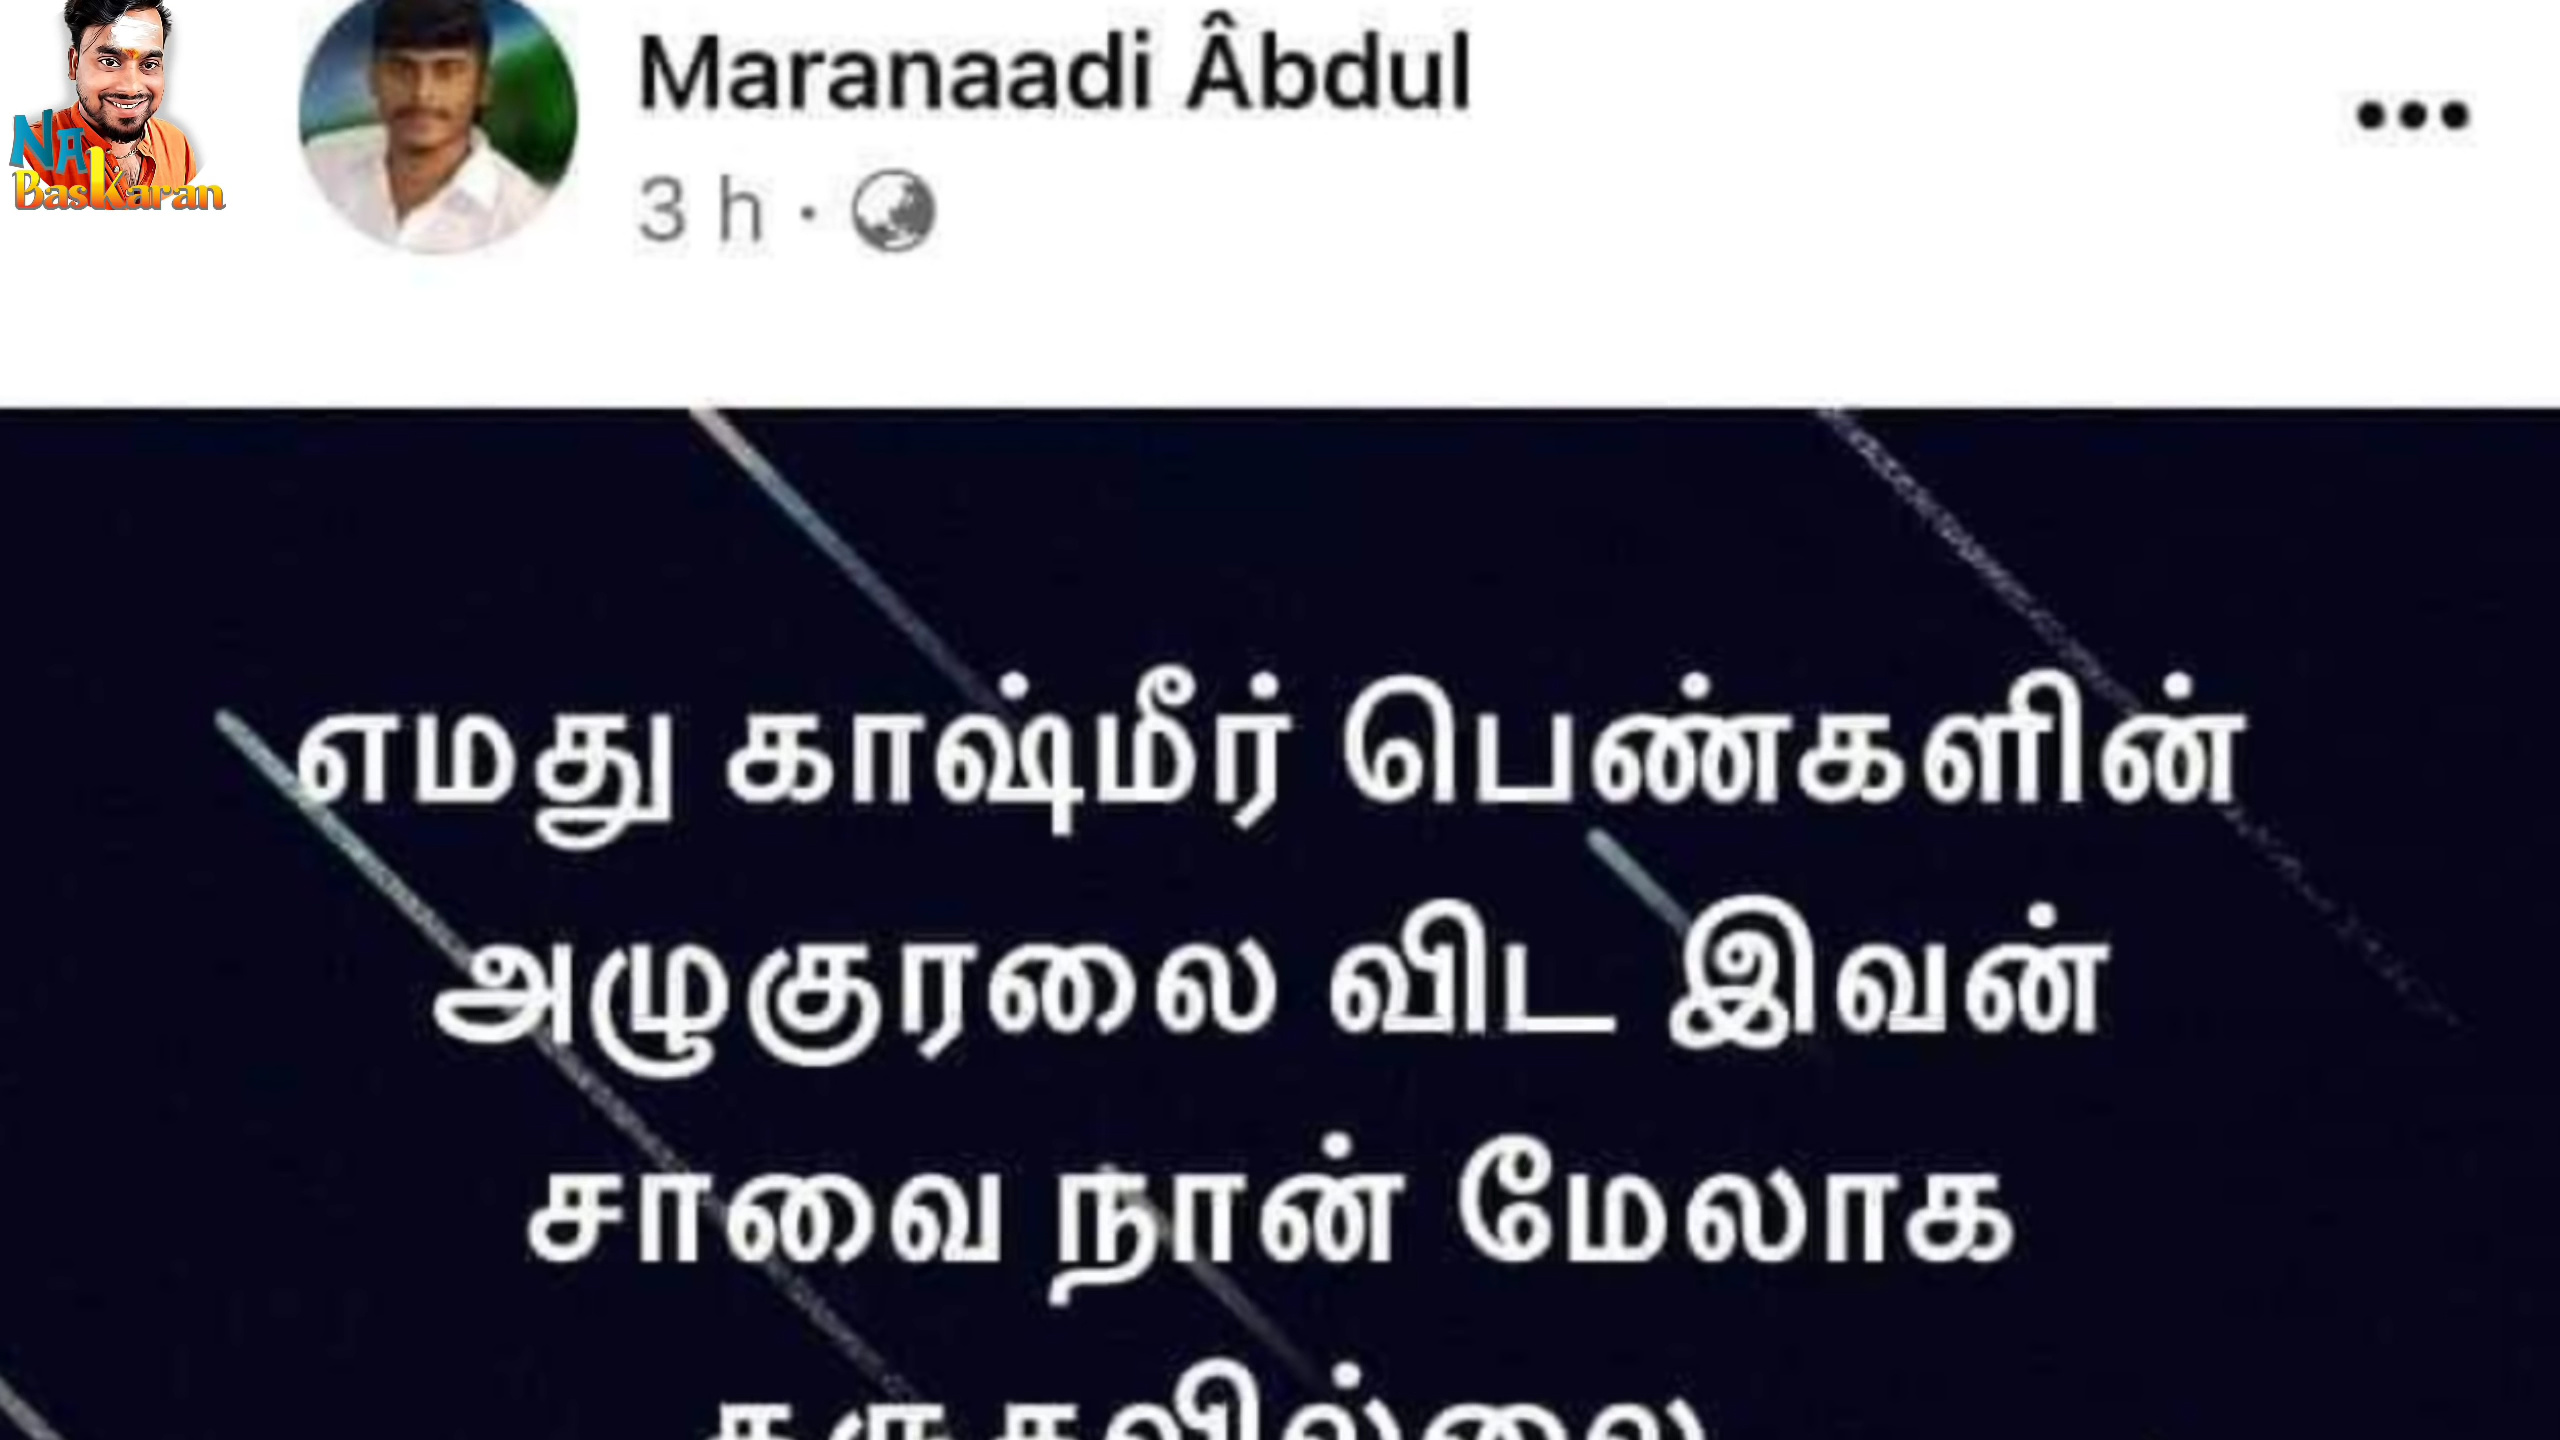 Na
Baskaran
Maranaadi Âbdul
3 h ·
எமது காஷ்மீர் பெண்களின்
அழுகுரலை விட இவன்
சாவை நான் மேலாக